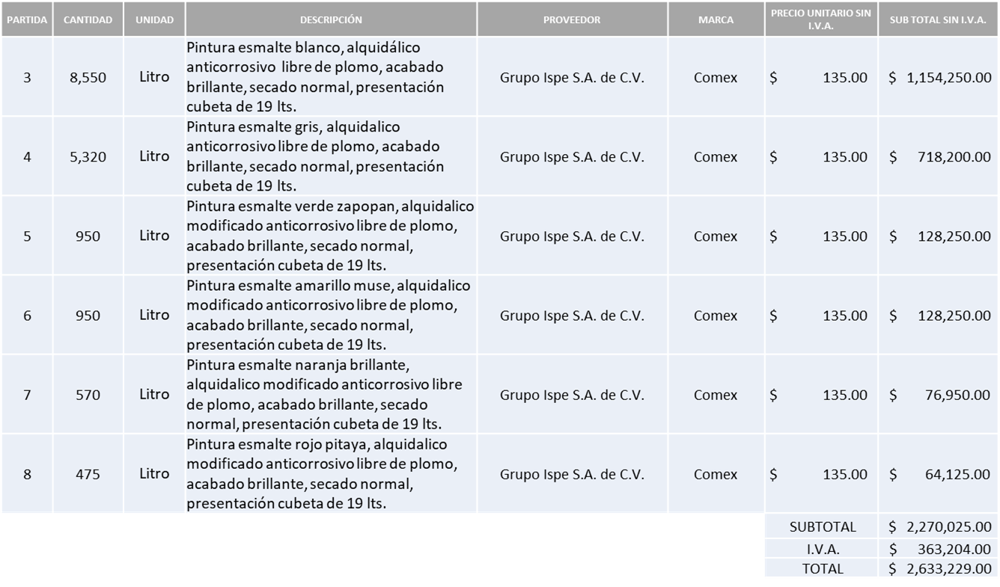 PARTIDA CANTIDAD UNIDAD DESCRIPCIÓN PROVEEDOR MARCA PRECIO UNITARIO SIN I.V.A. SUB TOTAL SIN I.V.A.
3 8,550 Litro Pintura esmalte blanco, alquidálico
anticorrosivo libre de plomo, acabado
brillante, secado normal, presentación
cubeta de 19 lts. Grupo Ispe S.A. de C.V. Comex $ 135.00 $ 1,154,250.00
4 5,320 Litro Pintura esmalte gris, alquidalico
anticorrosivo libre de plomo, acabado
brillante, secado normal, presentación
cubeta de 19 lts. Grupo Ispe S.A. de C.V. Comex $ 135.00 $ 718,200.00
5 950 Litro Pintura esmalte verde zapopan, alquidalico
modificado anticorrosivo libre de plomo,
acabado brillante, secado normal,
presentación cubeta de 19 lts. Grupo Ispe S.A. de C.V. Comex $ 135.00 $ 128,250.00
6 950 Litro Pintura esmalte amarillo muse, alquidalico
modificado anticorrosivo libre de plomo,
acabado brillante, secado normal,
presentación cubeta de 19 lts. Grupo Ispe S.A. de C.V. Comex $ 135.00 $ 128,250.00
7 570 Litro Pintura esmalte naranja brillante,
alquidalico modificado anticorrosivo libre
de plomo, acabado brillante, secado
normal, presentación cubeta de 19 lts. Grupo Ispe S.A. de C.V. Comex $ 135.00 $ 76,950.00
8 475 Litro Pintura esmalte rojo pitaya, alquidalico
modificado anticorrosivo libre de plomo,
acabado brillante, secado normal,
presentación cubeta de 19 lts. Grupo Ispe S.A. de C.V. Comex $ 135.00 $ 64,125.00
SUBTOTAL $ 2,270,025.00
I.V.A. $ 363,204.00
TOTAL $ 2,633,229.00